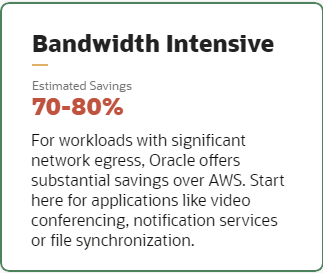 Bandwidth Intensive
Estimated Savings
70-80%
For workloads with significant
network egress, Oracle offers
substantial savings over AWS. Start
here for applications like video
conferencing, notification services
or file synchronization.